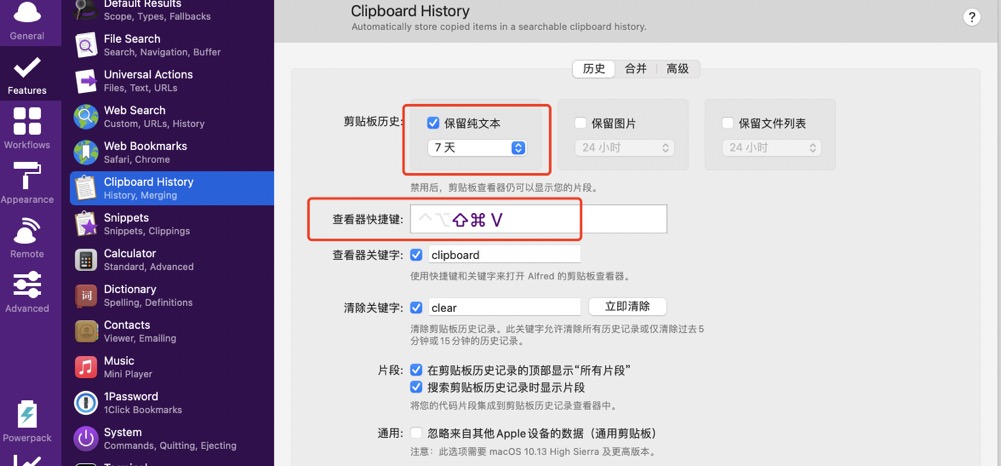 General
Features
Workflows
Appearance
Remote
Advanced
Powerpack
Default Results
Scope, Types, Fallbacks
File Search
Search, Navigation, Buffer
Universal Actions
Files, Text, URLs
Web Search
Custom, URLs, History
Web Bookmarks
Safari, Chrome
Clipboard History
History, Merging
Snippets
Snippets, Clippings
Calculator
Standard, Advanced
Dictionary
Spelling, Definitions
词
Contacts
Viewer, Emailing
Music
Mini Player
1Password
1Click Bookmarks
System
Commands, Quitting, Ejecting
Clipboard History
Automatically store copied items in a searchable clipboard history.
?
历史 合并 高级
剪贴板历史: 保留纯文本 保留图片 保留文件列表
7 天 24 小时 24 小时
禁用后，剪贴板查看器仍可以显示您的片段。
查看器快捷键: ⌃⌥⇧⌘ V
查看器关键字: clipboard
使用快捷键和关键字来打开 Alfred 的剪贴板查看器。
清除关键字: clear 立即清除
清除剪贴板历史记录。此关键字允许清除所有历史记录或仅清除过去 5
分钟或 15 分钟的历史记录。
片段: 在剪贴板历史记录的顶部显示“所有片段”
搜索剪贴板历史记录时显示片段
将您的代码片段集成到剪贴板历史记录查看器中。
通用: 忽略来自其他Apple设备的数据（通用剪贴板）
注意：此选项需要 macOS 10.13 High Sierra 及更高版本。